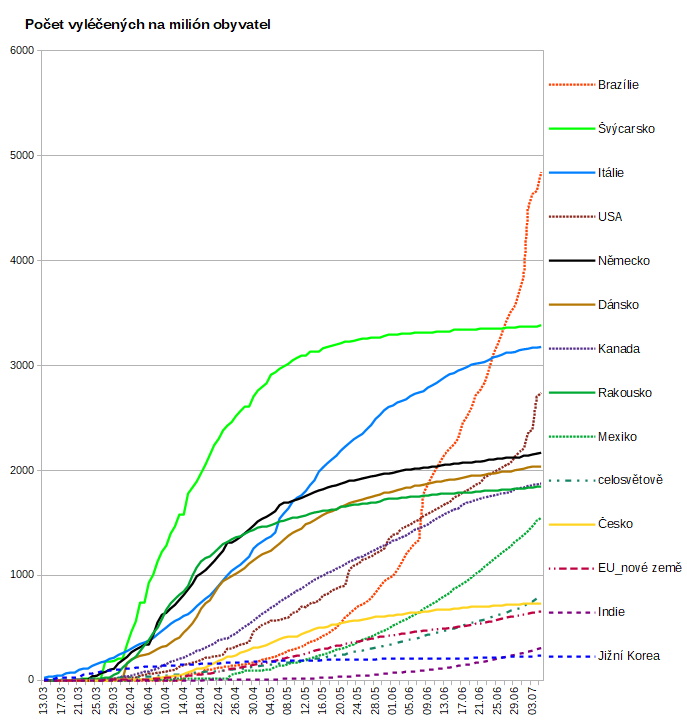 Počet vyléčených na milión obyvatel
6000
5000
4000
3000
2000
1000
0
Brazílie
Švýcarsko
Itálie
USA
Německo
Dánsko
Kanada
Rakousko
Mexiko
celosvětově
Česko
EU_nové země
Indie
Jižní Korea
13.03
17.03
21.03
25.03
29.03
02.04
06.04
10.04
14.04
18.04
22.04
26.04
30.04
04.05
08.05
12.05
16.05
20.05
24.05
28.05
01.06
05.06
09.06
13.06
17.06
21.06
25.06
29.06
03.07